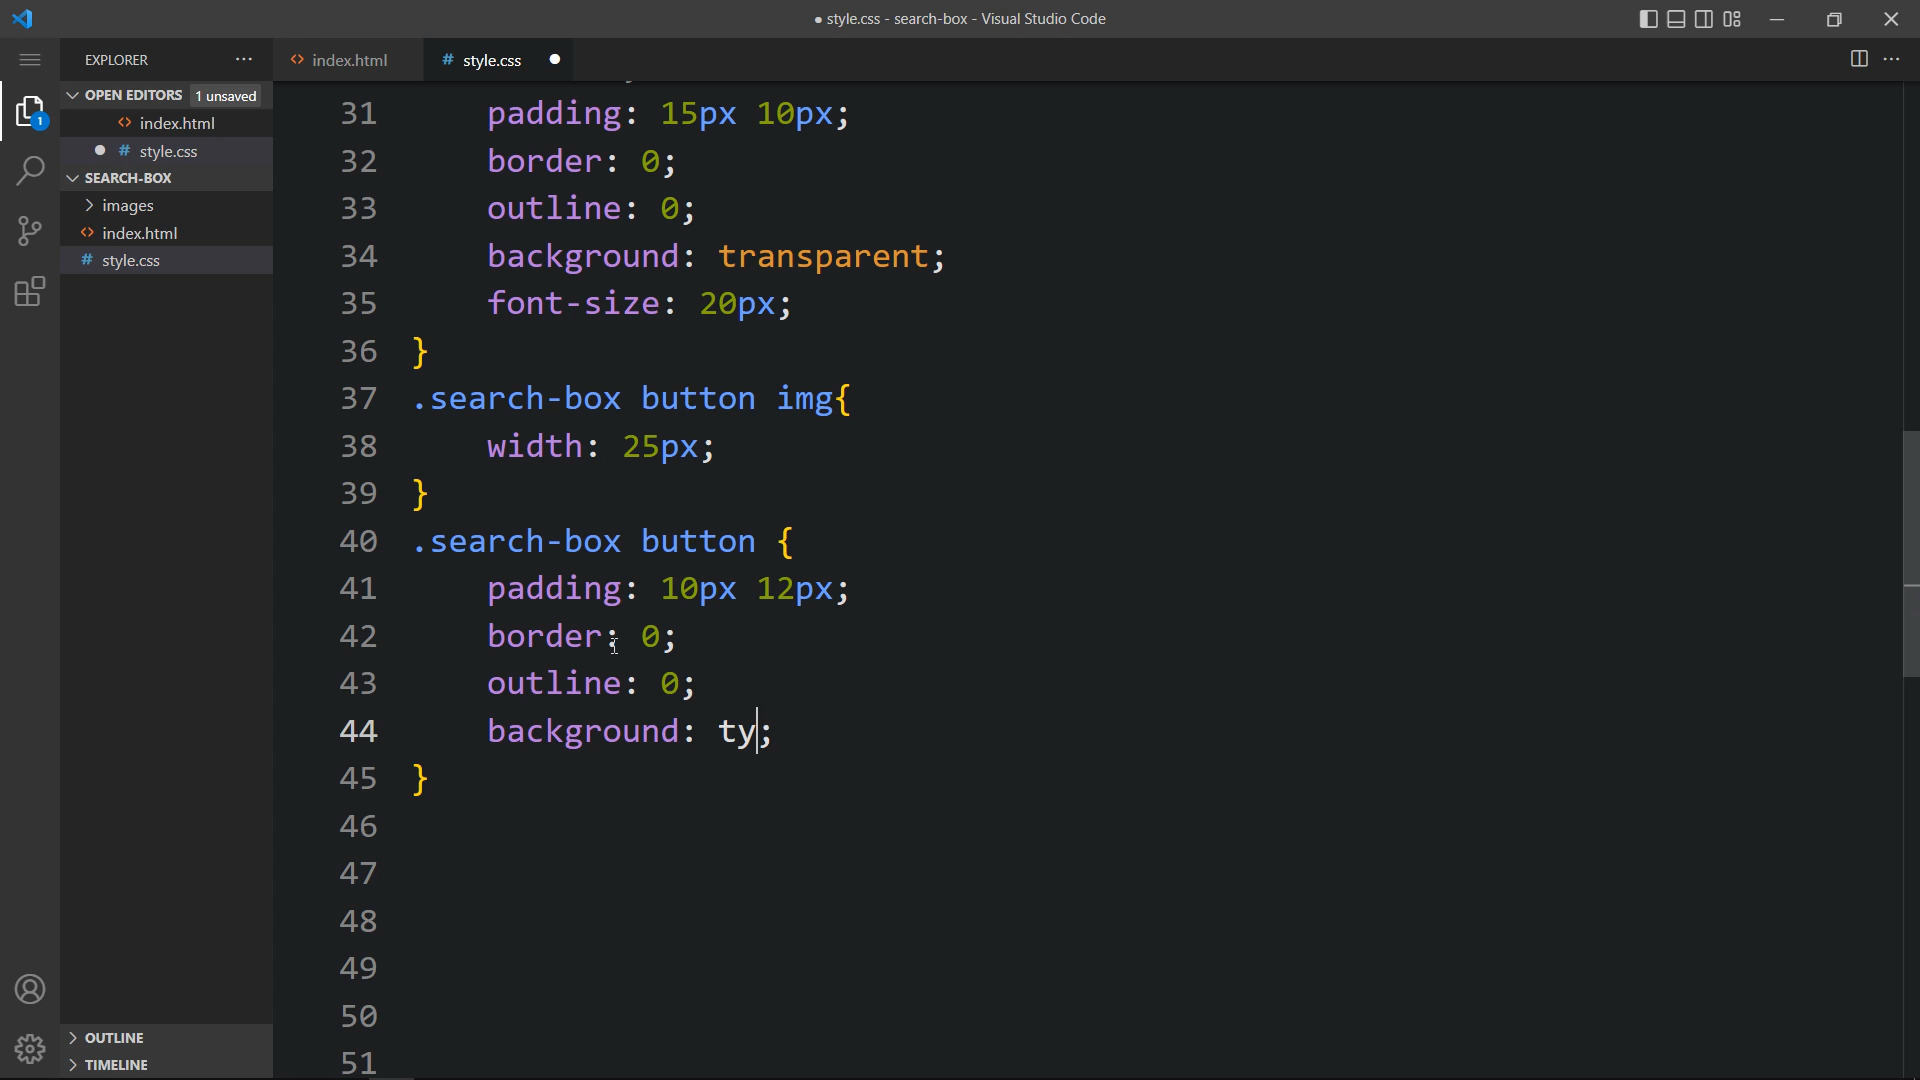 ● style.css - search-box - Visual Studio Code
EXPLORER
index.html
# style.css
OPEN EDITORS 1 unsaved
index.html
# style.css
SEARCH-BOX
images
index.html
# style.css
1
31 padding: 15px 10px;
32 border: 0;
33 outline: 0;
34 background: transparent;
35 font-size: 20px;
36 }
37 .search-box button img{
38 width: 25px;
39 }
40 .search-box button {
41 padding: 10px 12px;
42 border: 0;
43 outline: 0;
44 background: ty;
45 }
46
47
48
49
50
51
OUTLINE
TIMELINE